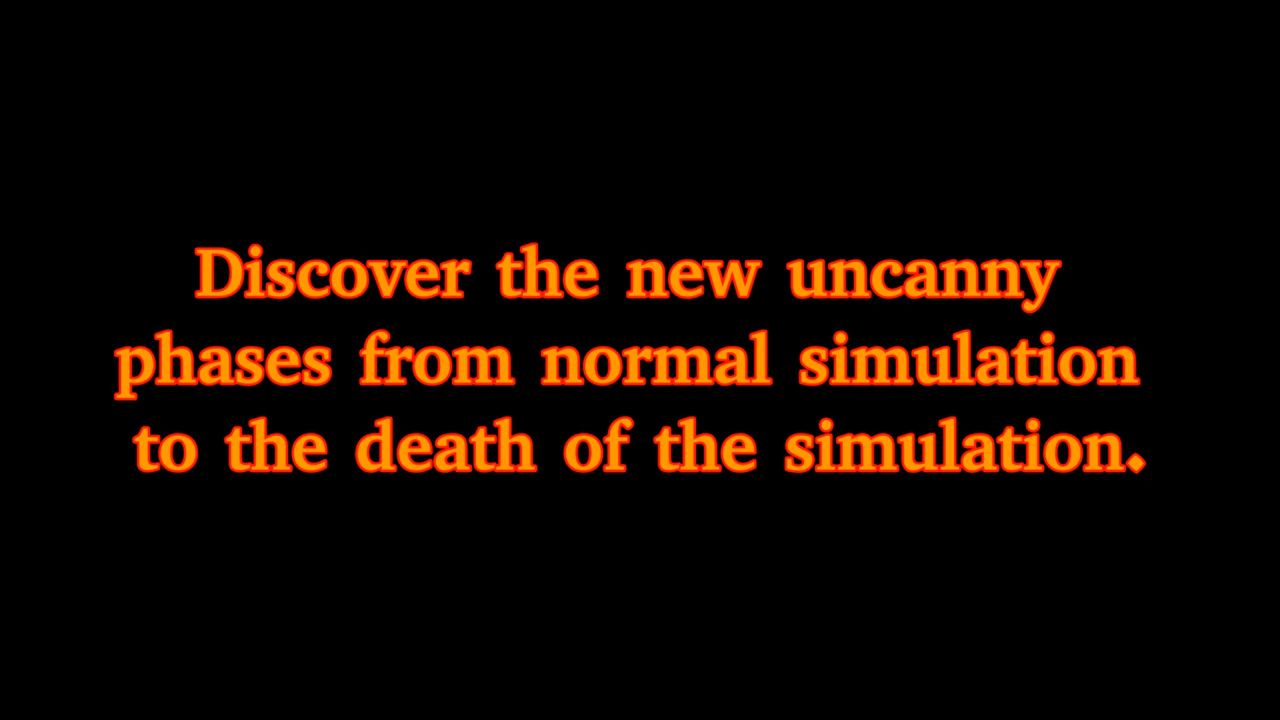 Discover the new uncanny
phases from normal simulation
to the death of the simulation.